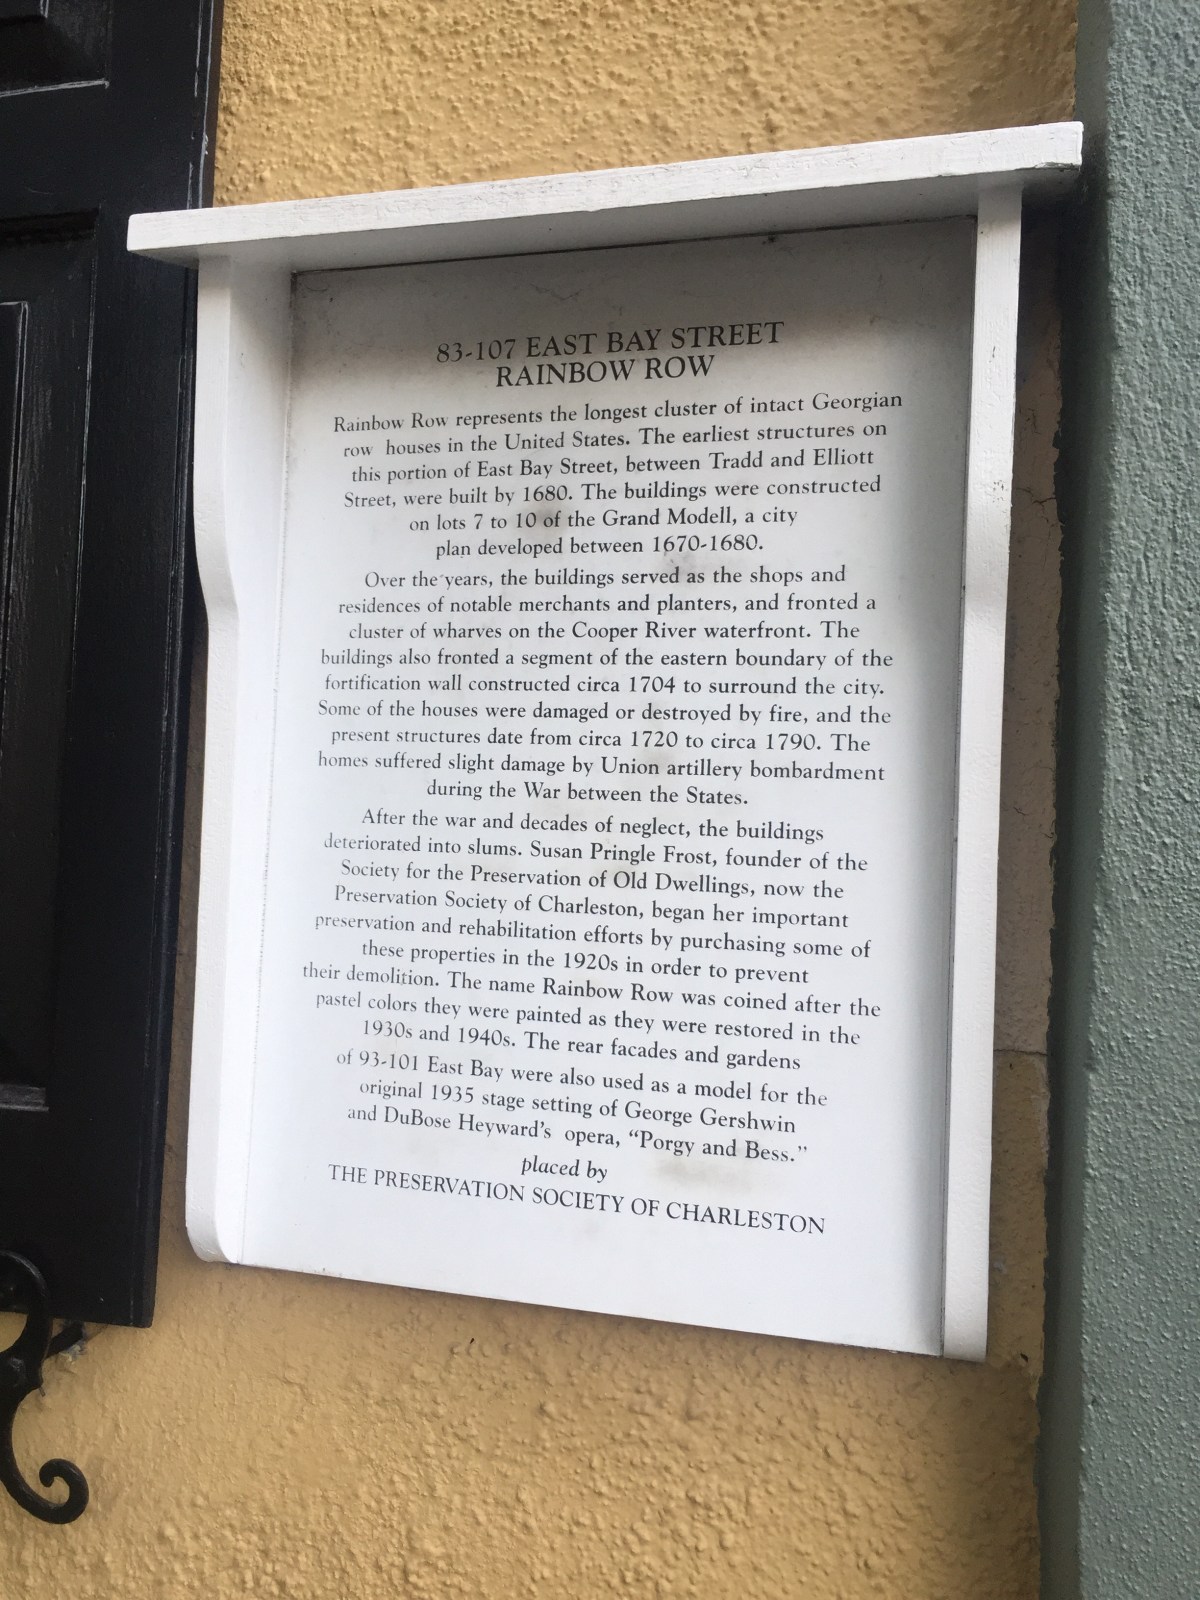 83-107 EAST BAY STREET
RAINBOW ROW
Rainbow Row represents the longest cluster of intact Georgian
row houses in the United States. The earliest structures on
this portion of East Bay Street, between Tradd and Elliott
Street, were built by 1680. The buildings were constructed
on lots 7 to 10 of the Grand Modell, a city
plan developed between 1670-1680.
Over the years, the buildings served as the shops and
residences of notable merchants and planters, and fronted a
cluster of wharves on the Cooper River waterfront. The
buildings also fronted a segment of the eastern boundary of the
fortification wall constructed circa 1704 to surround the city.
Some of the houses were damaged or destroyed by fire, and the
present structures date from circa 1720 to circa 1790. The
homes suffered slight damage by Union artillery bombardment
during the War between the States.
After the war and decades of neglect, the buildings
deteriorated into slums. Susan Pringle Frost, founder of the
Society for the Preservation of Old Dwellings, now the
Preservation Society of Charleston, began her important
preservation and rehabilitation efforts by purchasing some of
these properties in the 1920s in order to prevent
their demolition. The name Rainbow Row was coined after the
pastel colors they were painted as they were restored in the
1930s and 1940s. The rear facades and gardens
of 93-101 East Bay were also used as a model for the
original 1935 stage setting of George Gershwin
and DuBose Heyward's opera, "Porgy and Bess."
placed by
THE PRESERVATION SOCIETY OF CHARLESTON